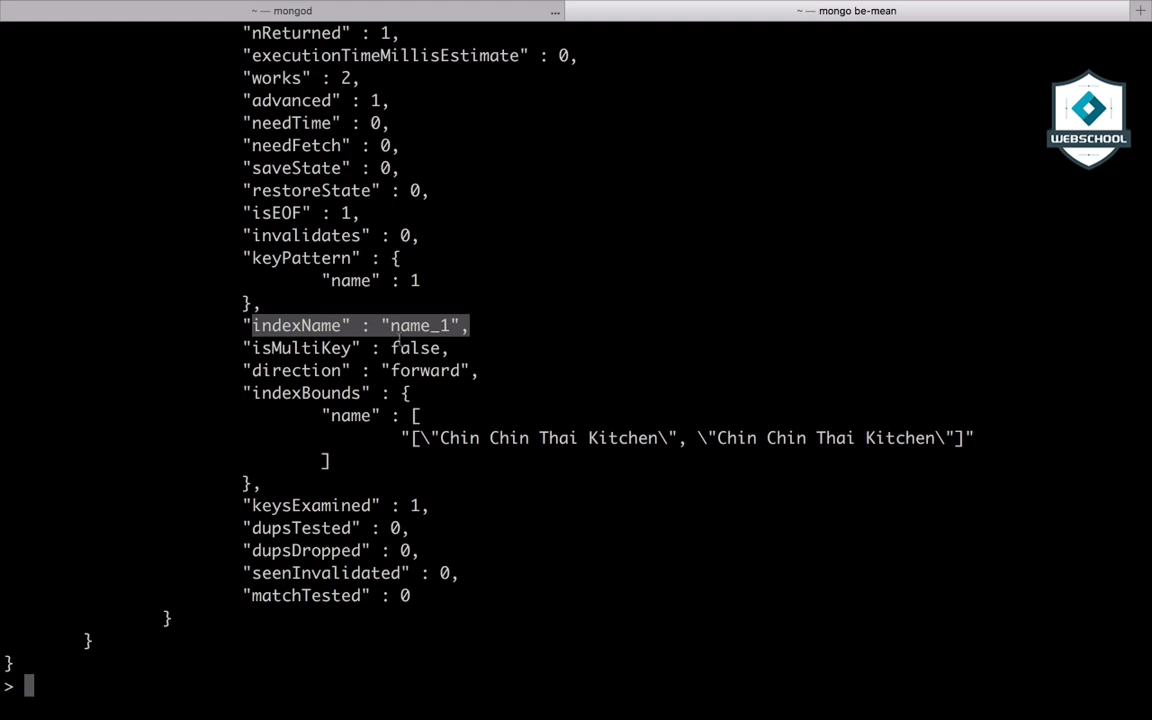 ~ — mongod
...
~ — mongo be-mean
+
"nReturned" : 1,
"executionTimeMillisEstimate" : 0,
"works" : 2,
"advanced" : 1,
"needTime" : 0,
"needFetch" : 0,
"saveState" : 0,
"restoreState" : 0,
"isEOF" : 1,
"invalidates" : 0,
"keyPattern" : {
"name" : 1
},
"indexName" : "name_1",
"isMultiKey" : false,
"direction" : "forward",
"indexBounds" : {
"name" : [
"[\"Chin Chin Thai Kitchen\", \"Chin Chin Thai Kitchen\"]"
]
},
"keysExamined" : 1,
"dupsTested" : 0,
"dupsDropped" : 0,
"seenInvalidated" : 0,
"matchTested" : 0
}
}
}
>
WEBSCHOOL